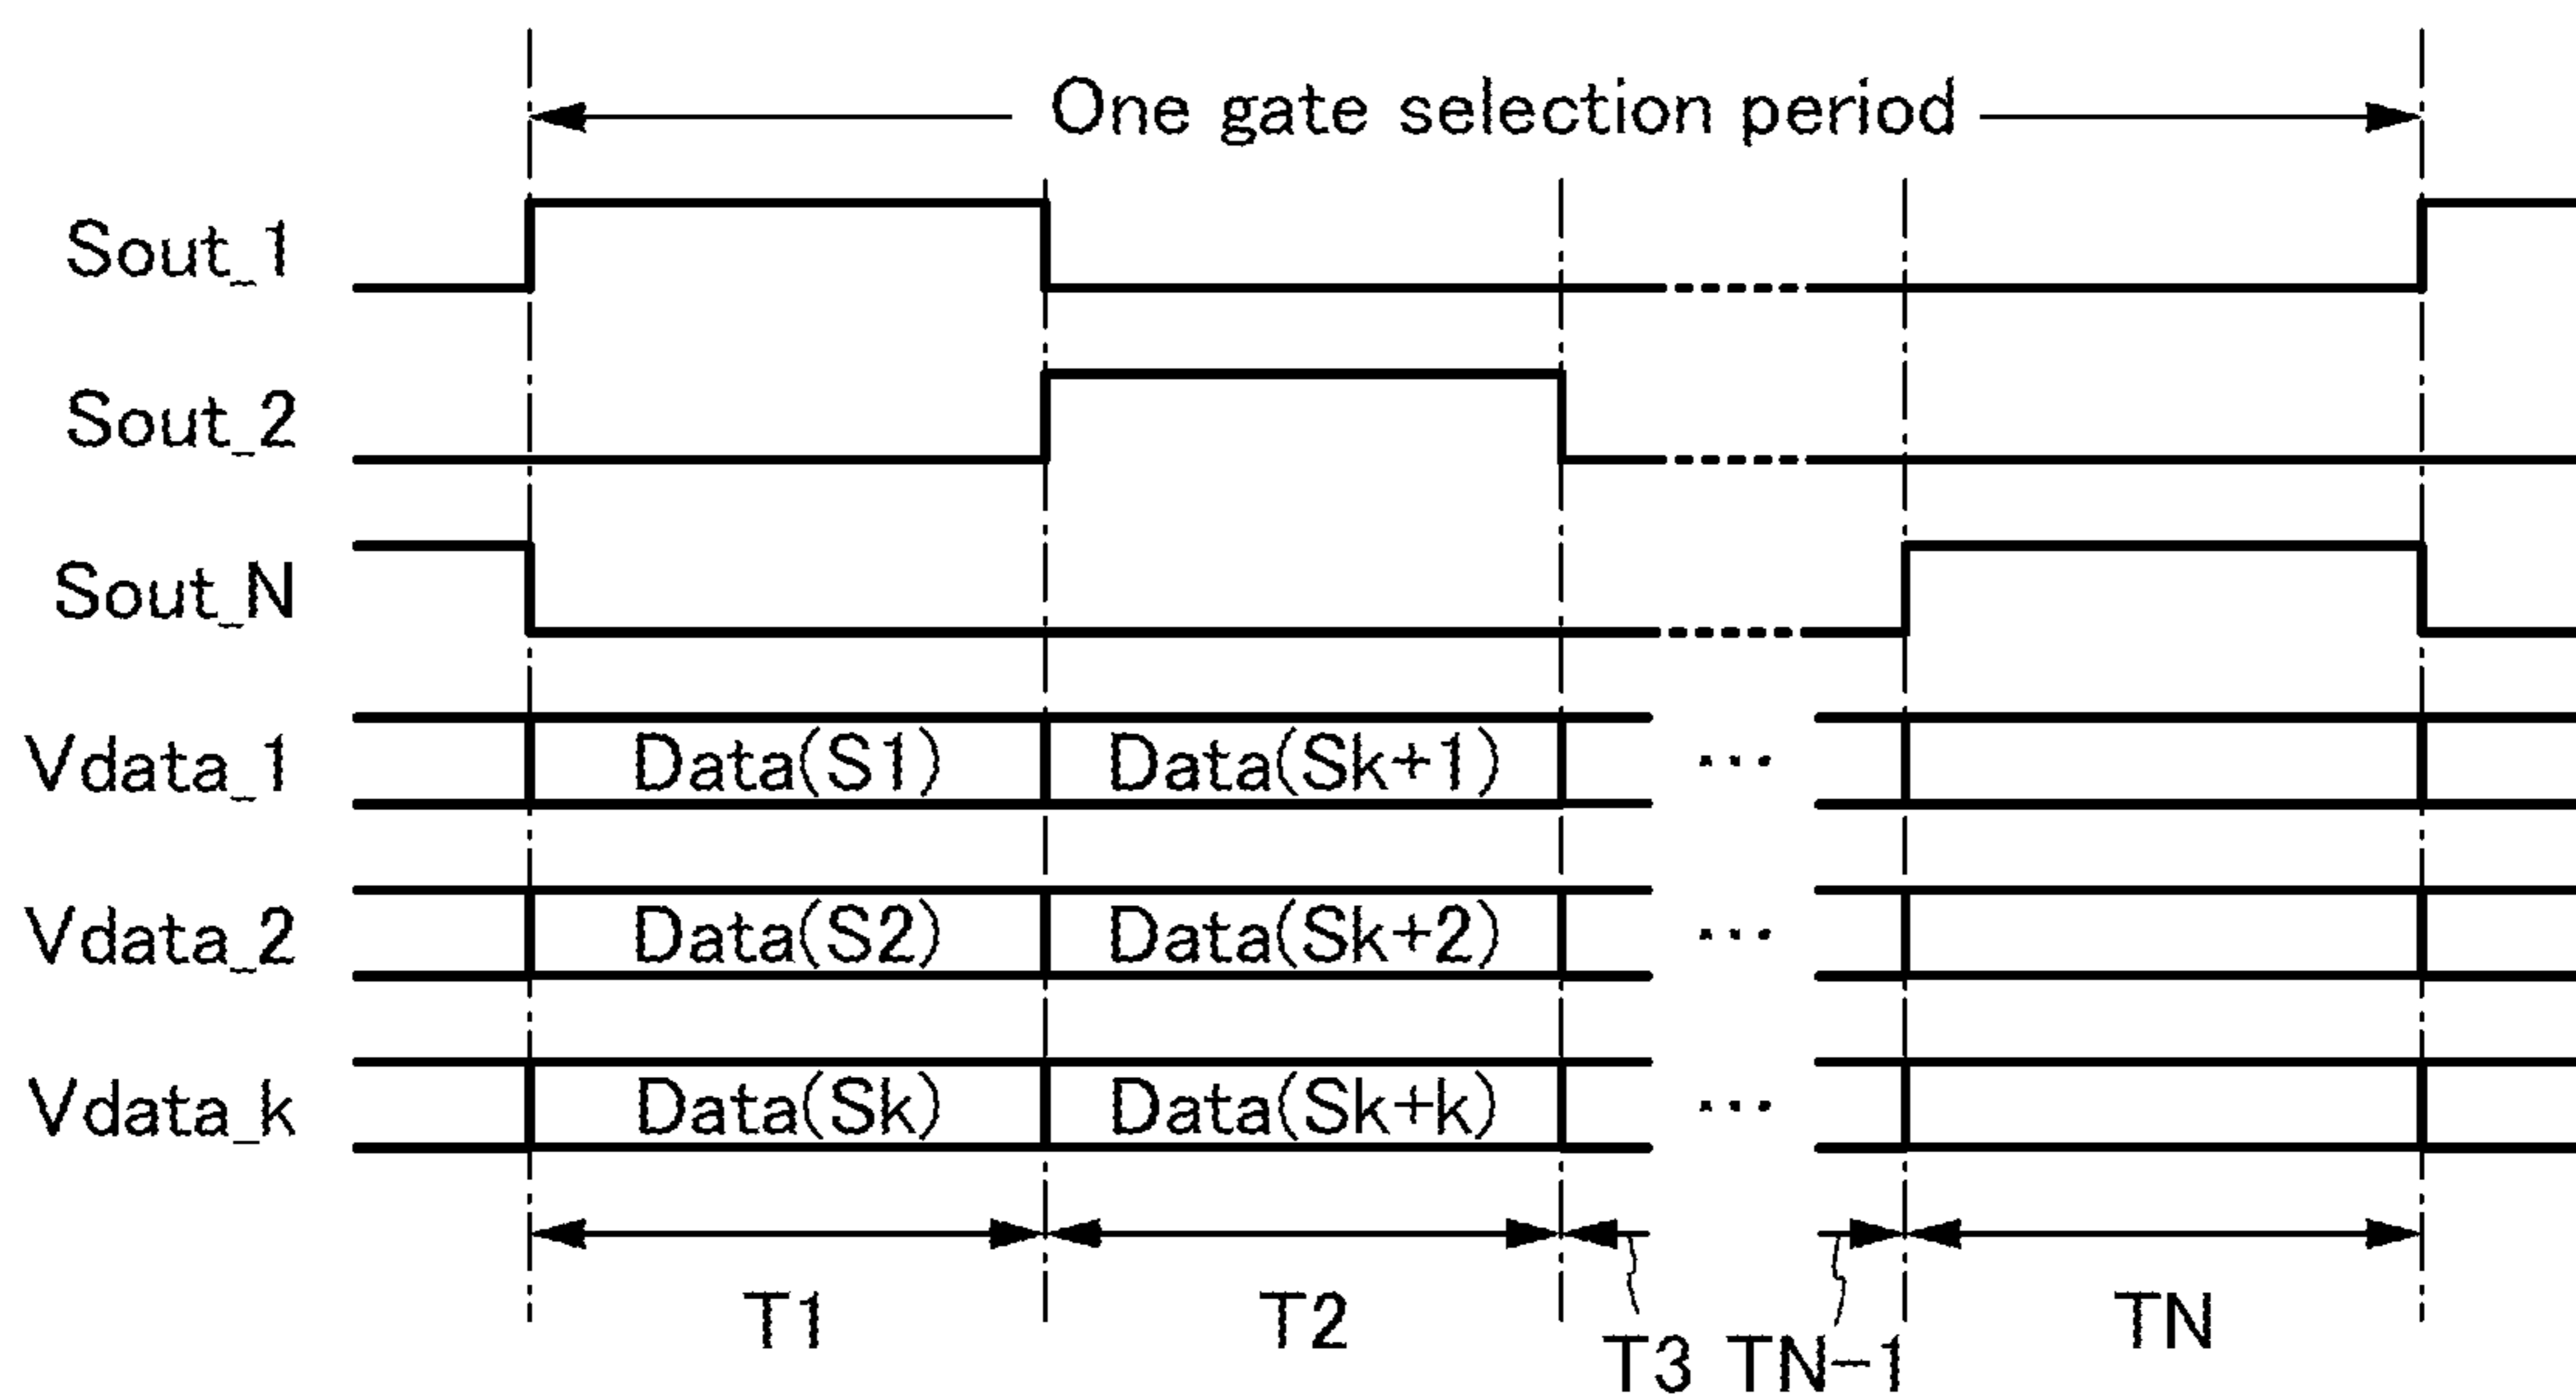 One gate selection period
Sout_1
Sout_2
Sout_N
Vdata_1 Data(S1) Data(Sk+1) ...
Vdata_2 Data(S2) Data(Sk+2) ...
Vdata_k Data(Sk) Data(Sk+k) ...
T1 T2 T3 TN-1 TN